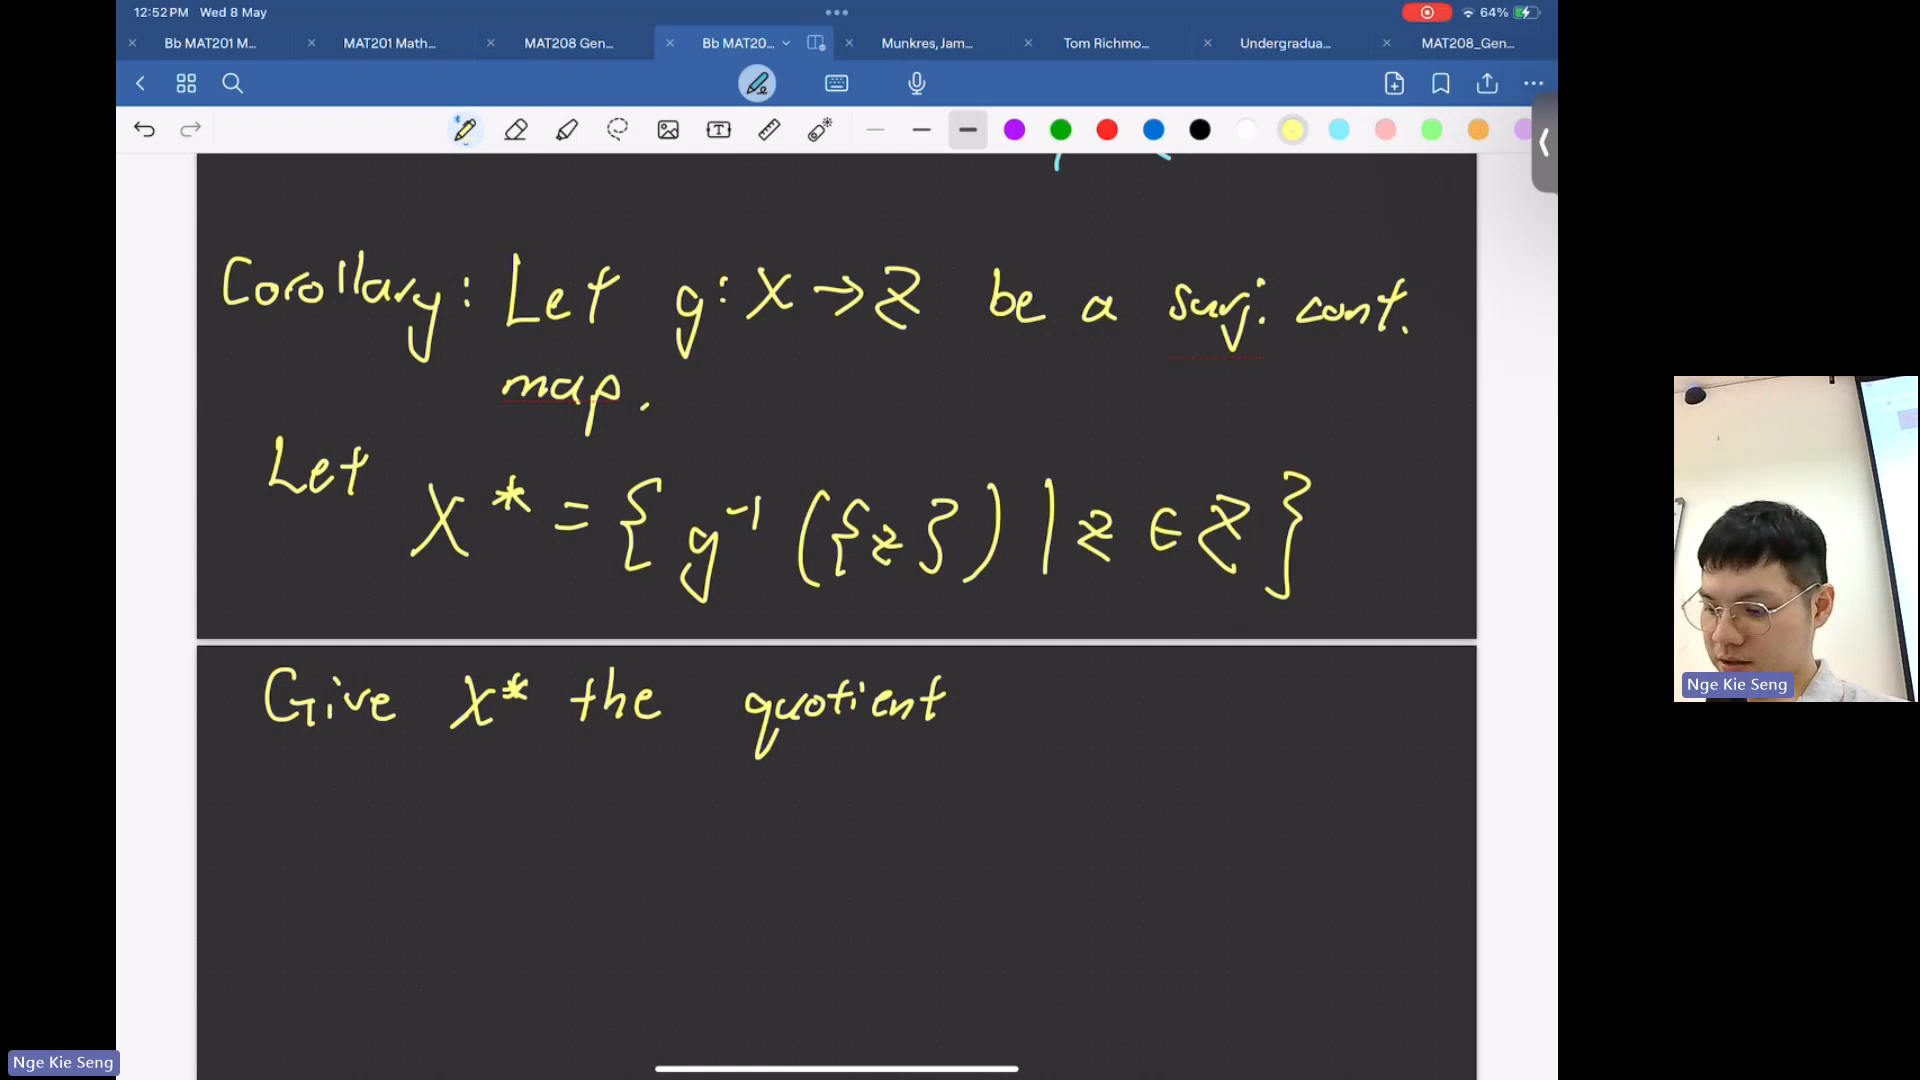 12:52 PM Wed 8 May
64%
Bb MAT201 M...
MAT201 Math...
MAT208 Gen...
Bb MAT20...
Munkres, Jam...
Tom Richmo...
Undergradua...
MAT208_Gen...
Corollary: Let g: X → Z be a surj. cont.
map.
Let X* = { g⁻¹ ({z}) | z ∈ Z }
Give X* the quotient
Nge Kie Seng
Nge Kie Seng